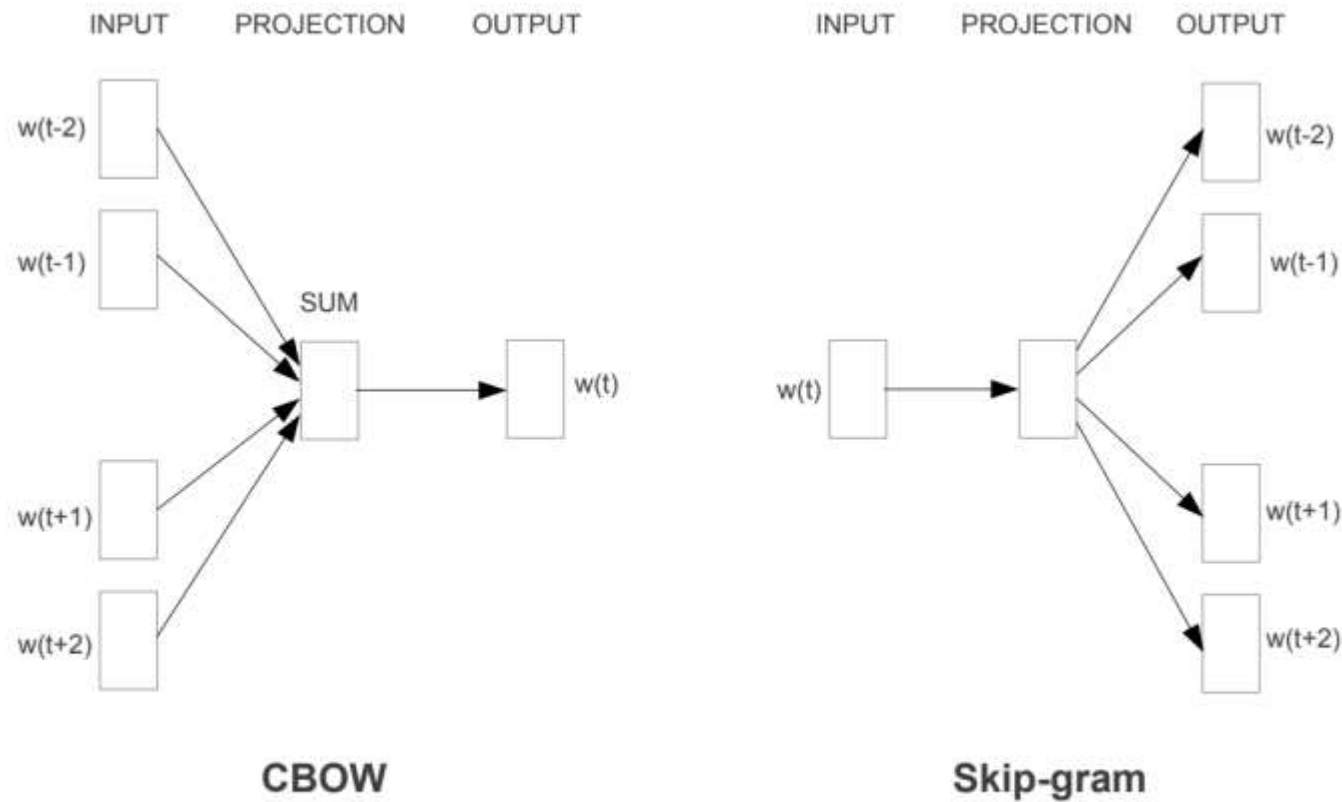 INPUT PROJECTION OUTPUT
w(t-2)
w(t-1)
SUM
w(t)
w(t+1)
w(t+2)
CBOW
INPUT PROJECTION OUTPUT
w(t-2)
w(t-1)
w(t)
w(t+1)
w(t+2)
Skip-gram